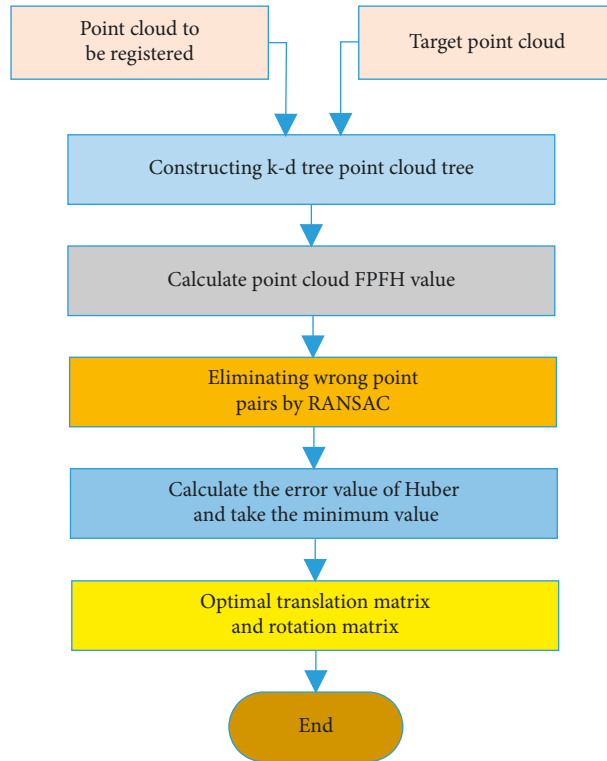 Point cloud to
be registered
Target point cloud
Constructing k-d tree point cloud tree
Calculate point cloud FPFH value
Eliminating wrong point
pairs by RANSAC
Calculate the error value of Huber
and take the minimum value
Optimal translation matrix
and rotation matrix
End